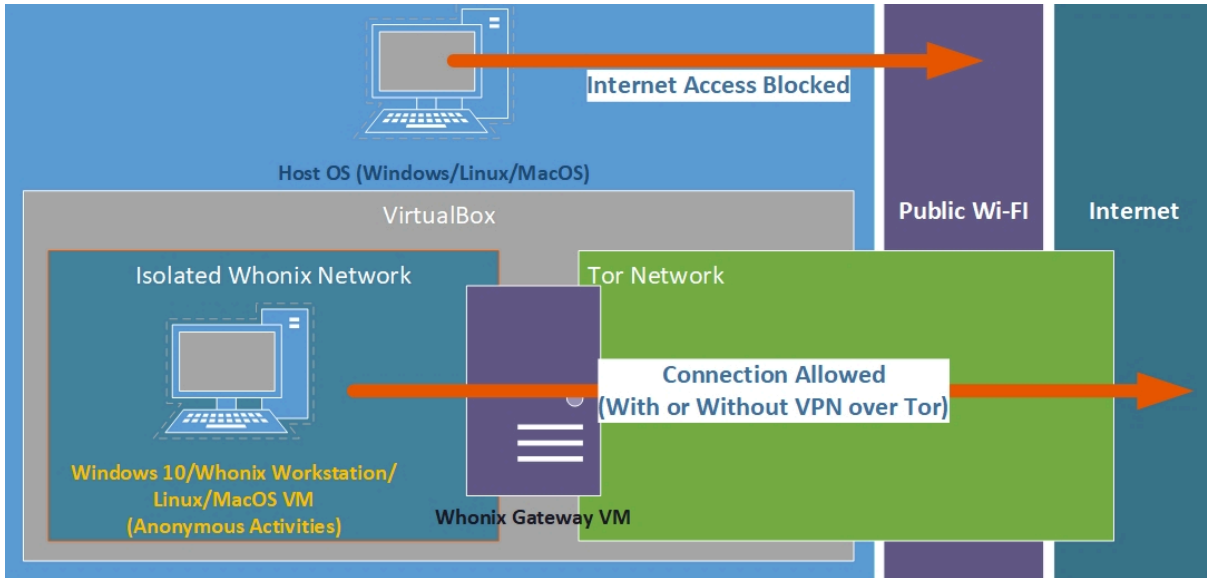 Internet Access Blocked
Host OS (Windows/Linux/MacOS)
VirtualBox
Public Wi-FI
Internet
Isolated Whonix Network
Tor Network
Connection Allowed
(With or Without VPN over Tor)
Windows 10/Whonix Workstation/
Linux/MacOS VM
(Anonymous Activities)
Whonix Gateway VM